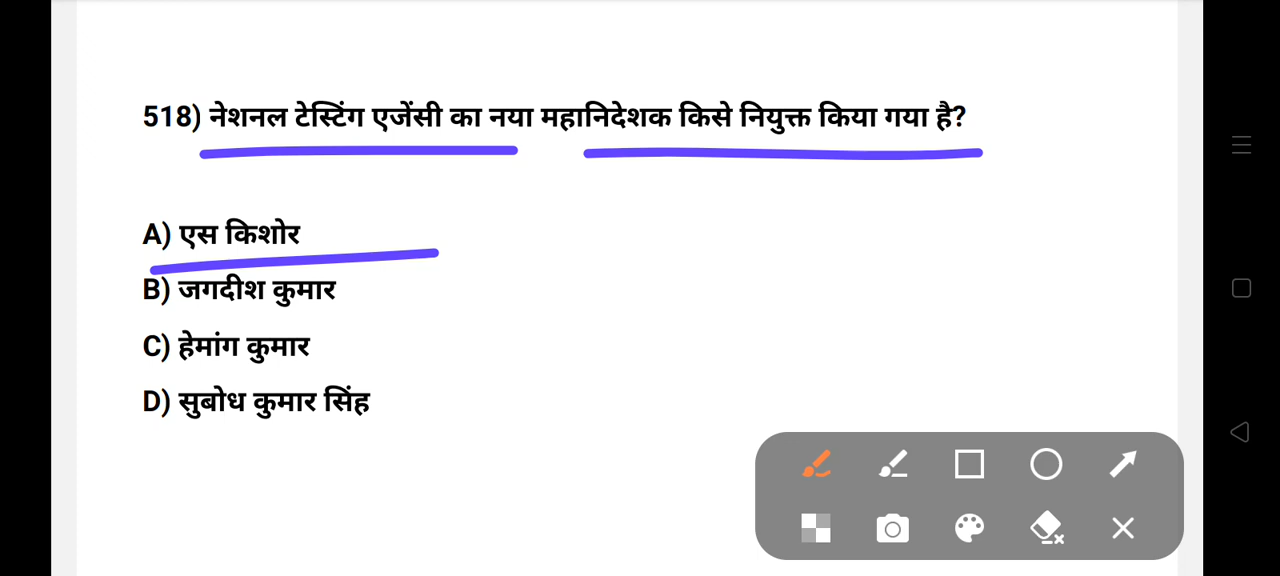 518) नेशनल टेस्टिंग एजेंसी का नया महानिदेशक किसे नियुक्त किया गया है?
A) एस किशोर
B) जगदीश कुमार
C) हेमांग कुमार
D) सुबोध कुमार सिंह